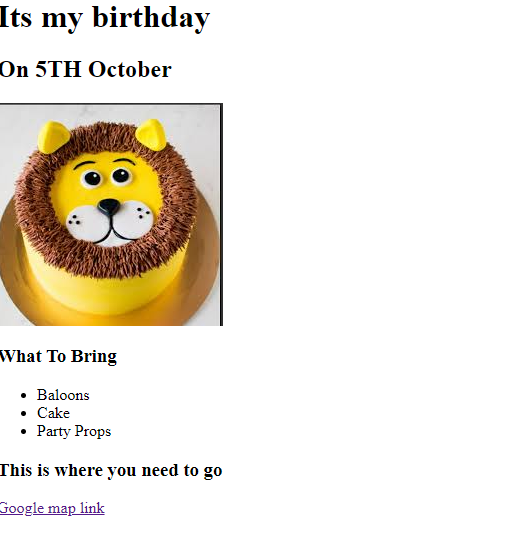 Its my birthday
On 5TH October
What To Bring
Baloons
Cake
Party Props
This is where you need to go
Google map link